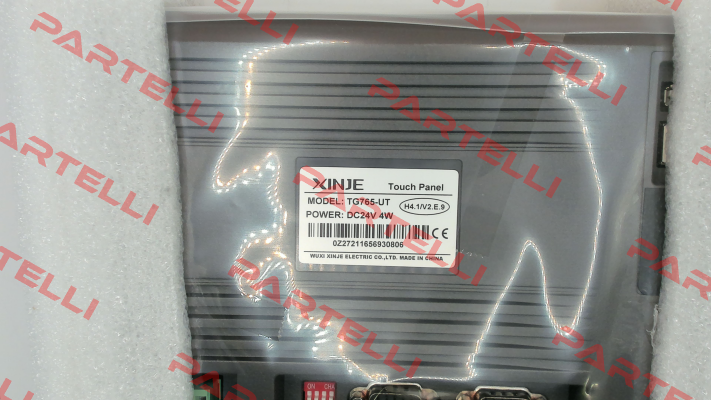 PARTELLI
PARTELLI
PARTELLI
PARTELLI
PARTELLI
PARTELLI
PARTELLI
PARTELLI
PARTELLI
XINJE Touch Panel
MODEL: TG765-UT H4.1/V2.E.9
POWER: DC24V 4W
CE
0Z27211656930806
WUXI XINJE ELECTRIC CO.,LTD. MADE IN CHINA
ON